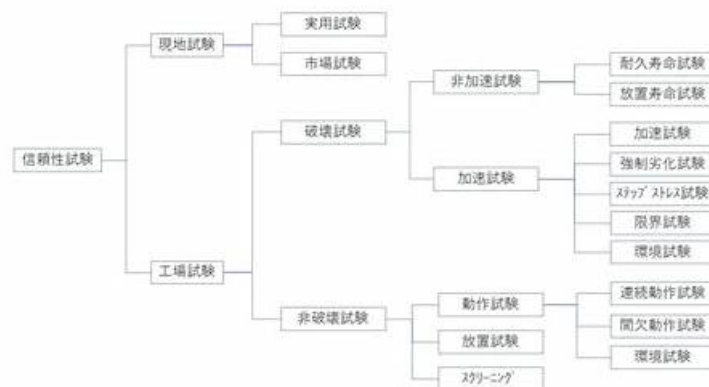 信頼性試験
現地試験
実用試験
市場試験
工場試験
破壊試験
非加速試験
耐久寿命試験
放置寿命試験
加速試験
加速試験
強制劣化試験
ｽﾃｯﾌﾟｽﾄﾚｽ試験
限界試験
環境試験
非破壊試験
動作試験
連続動作試験
間欠動作試験
環境試験
放置試験
ｽｸﾘｰﾆﾝｸﾞ